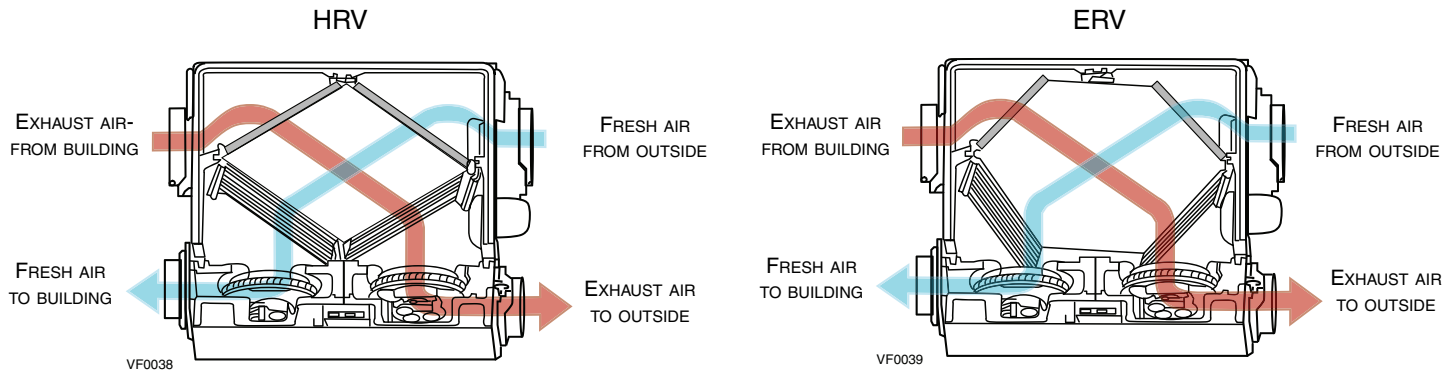 HRV
EXHAUST AIR-
FROM BUILDING
FRESH AIR
FROM OUTSIDE
FRESH AIR
TO BUILDING
EXHAUST AIR
TO OUTSIDE
VF0038
ERV
EXHAUST AIR
FROM BUILDING
FRESH AIR
FROM OUTSIDE
FRESH AIR
TO BUILDING
EXHAUST AIR
TO OUTSIDE
VF0039